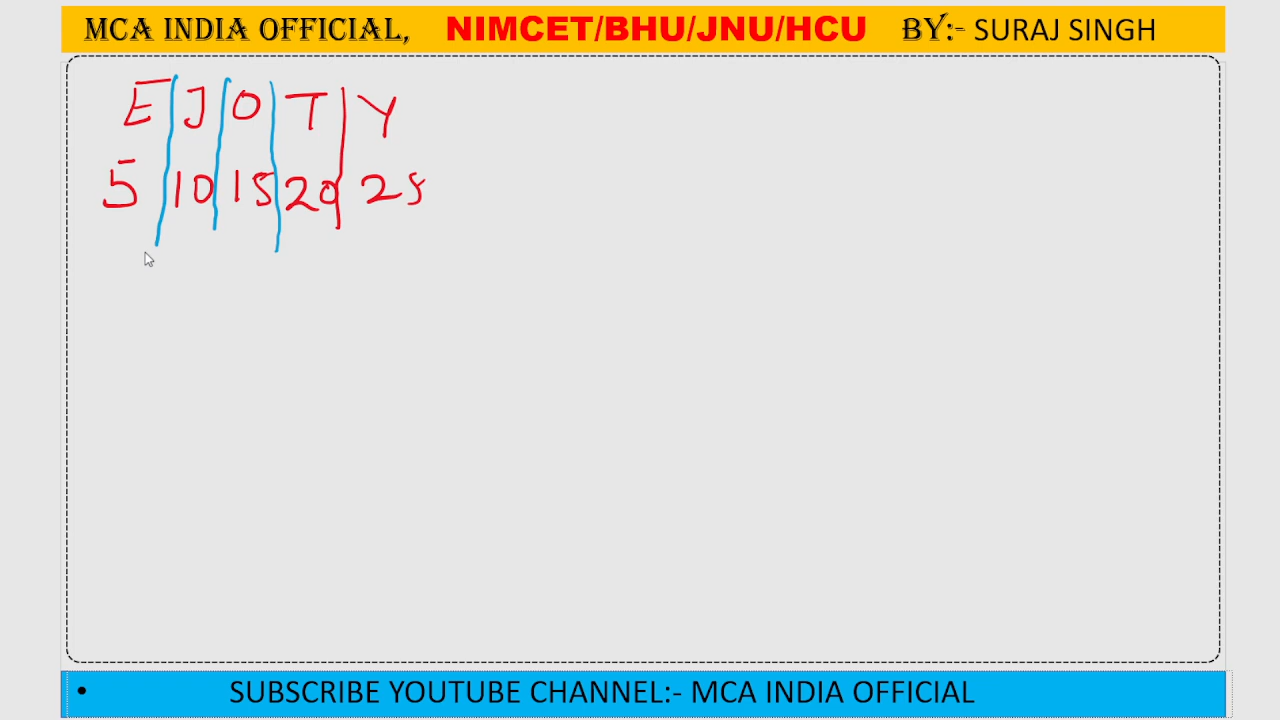 MCA INDIA OFFICIAL, NIMCET/BHU/JNU/HCU BY:- SURAJ SINGH
E J O T Y
5 10 15 20 25
• SUBSCRIBE YOUTUBE CHANNEL:- MCA INDIA OFFICIAL